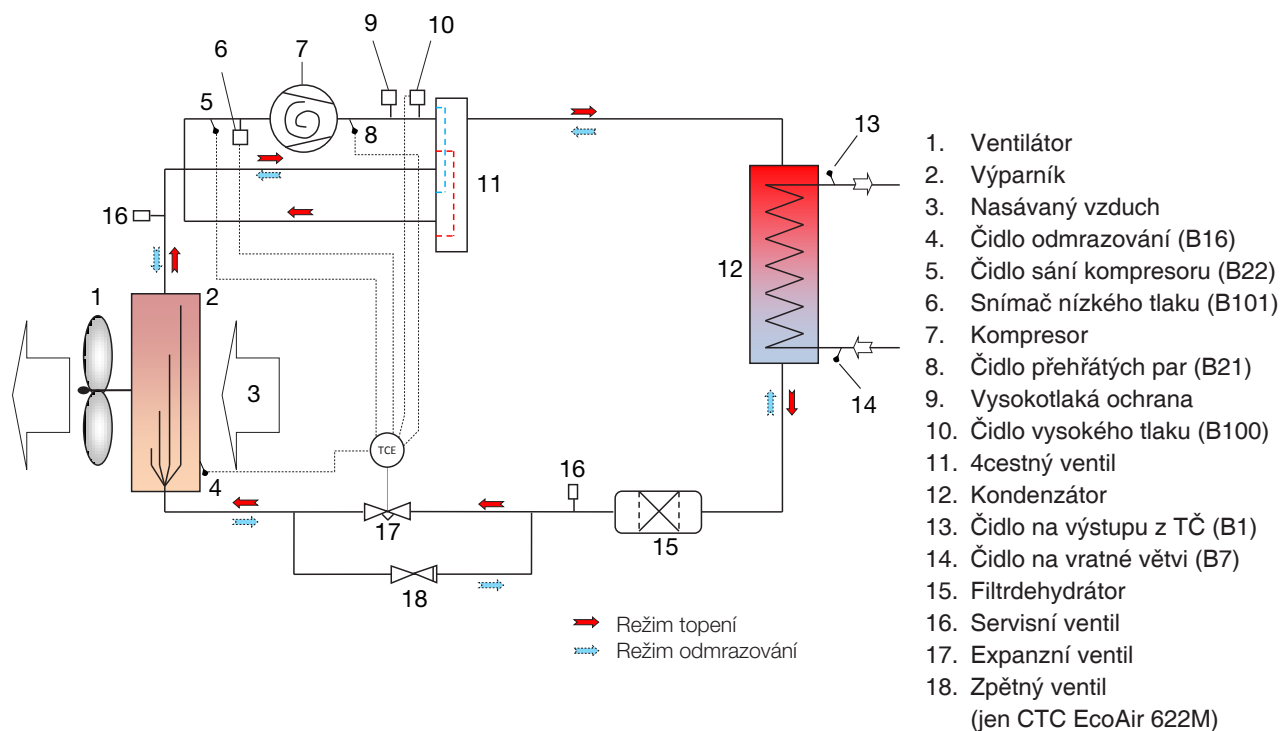 9
10
6
7
5
8
13
11
16
12
1
2
3
14
TCE
4
16
17
15
18
Režim topení
Režim odmrazování
1. Ventilátor
2. Výparník
3. Nasávaný vzduch
4. Čidlo odmrazování (B16)
5. Čidlo sání kompresoru (B22)
6. Snímač nízkého tlaku (B101)
7. Kompresor
8. Čidlo přehřátých par (B21)
9. Vysokotlaká ochrana
10. Čidlo vysokého tlaku (B100)
11. 4cestný ventil
12. Kondenzátor
13. Čidlo na výstupu z TČ (B1)
14. Čidlo na vratné větvi (B7)
15. Filtrdehydrátor
16. Servisní ventil
17. Expanzní ventil
18. Zpětný ventil
(jen CTC EcoAir 622M)